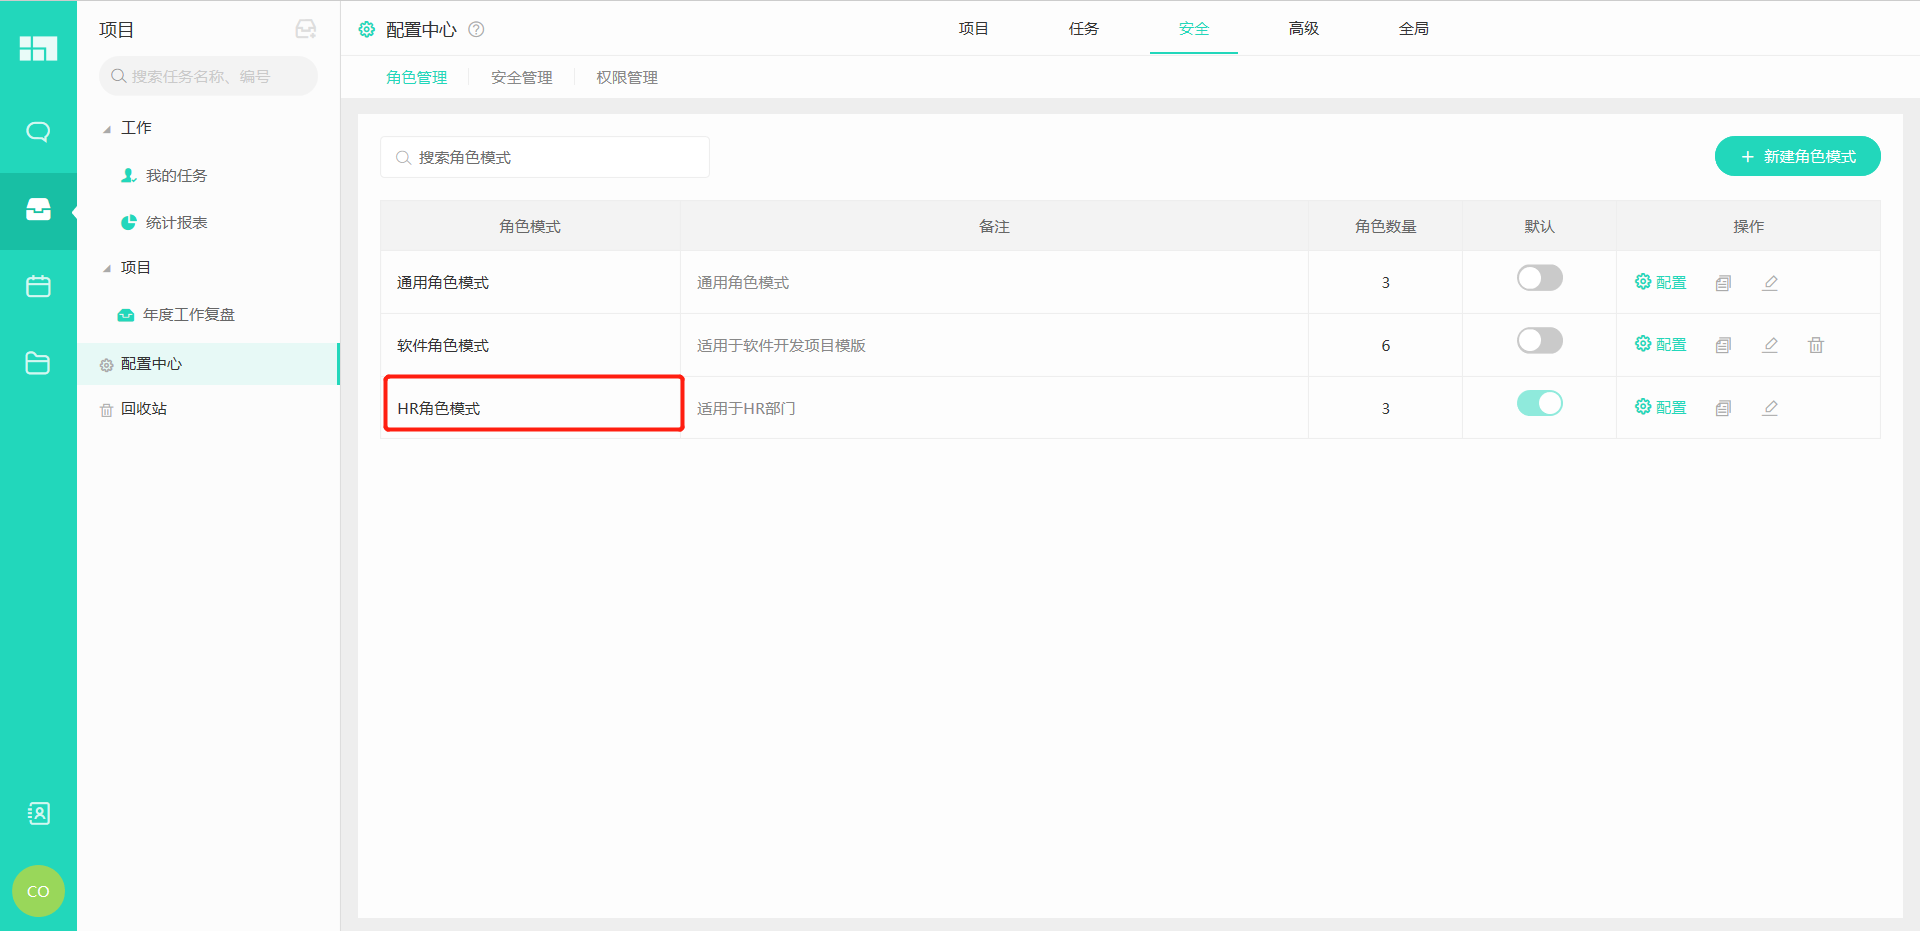 项目
搜索任务名称、编号
工作
我的任务
统计报表
项目
年度工作复盘
配置中心
回收站
CO
配置中心 ?
项目 任务 安全 高级 全局
角色管理 安全管理 权限管理
搜索角色模式
+ 新建角色模式
角色模式 备注 角色数量 默认 操作
通用角色模式 通用角色模式 3 配置
软件角色模式 适用于软件开发项目模版 6 配置
HR角色模式 适用于HR部门 3 配置